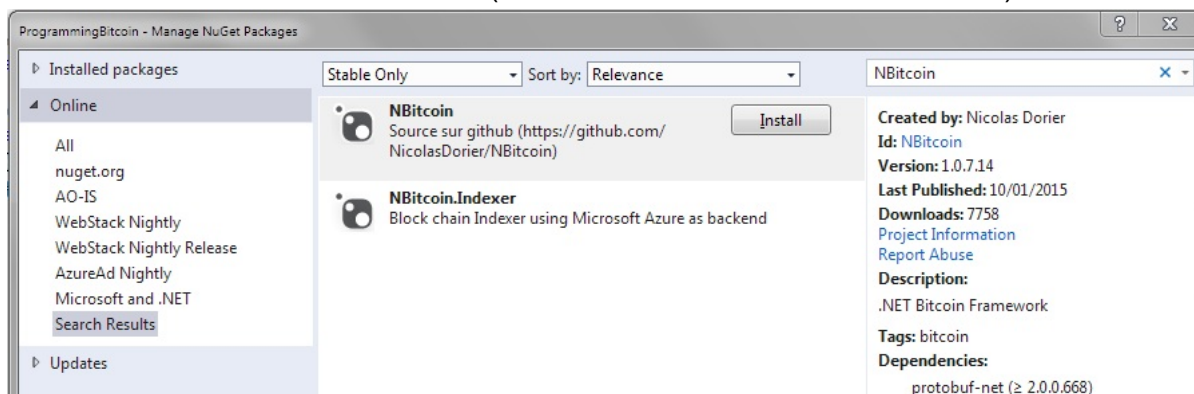 ProgrammingBitcoin - Manage NuGet Packages
Installed packages
Online
All
nuget.org
AO-IS
WebStack Nightly
WebStack Nightly Release
AzureAd Nightly
Microsoft and .NET
Search Results
Updates
Stable Only
Sort by: Relevance
NBitcoin
Source sur github (https://github.com/
NicolasDorier/NBitcoin)
Install
NBitcoin.Indexer
Block chain Indexer using Microsoft Azure as backend
NBitcoin
Created by: Nicolas Dorier
Id: NBitcoin
Version: 1.0.7.14
Last Published: 10/01/2015
Downloads: 7758
Project Information
Report Abuse
Description:
.NET Bitcoin Framework
Tags: bitcoin
Dependencies:
protobuf-net (≥ 2.0.0.668)